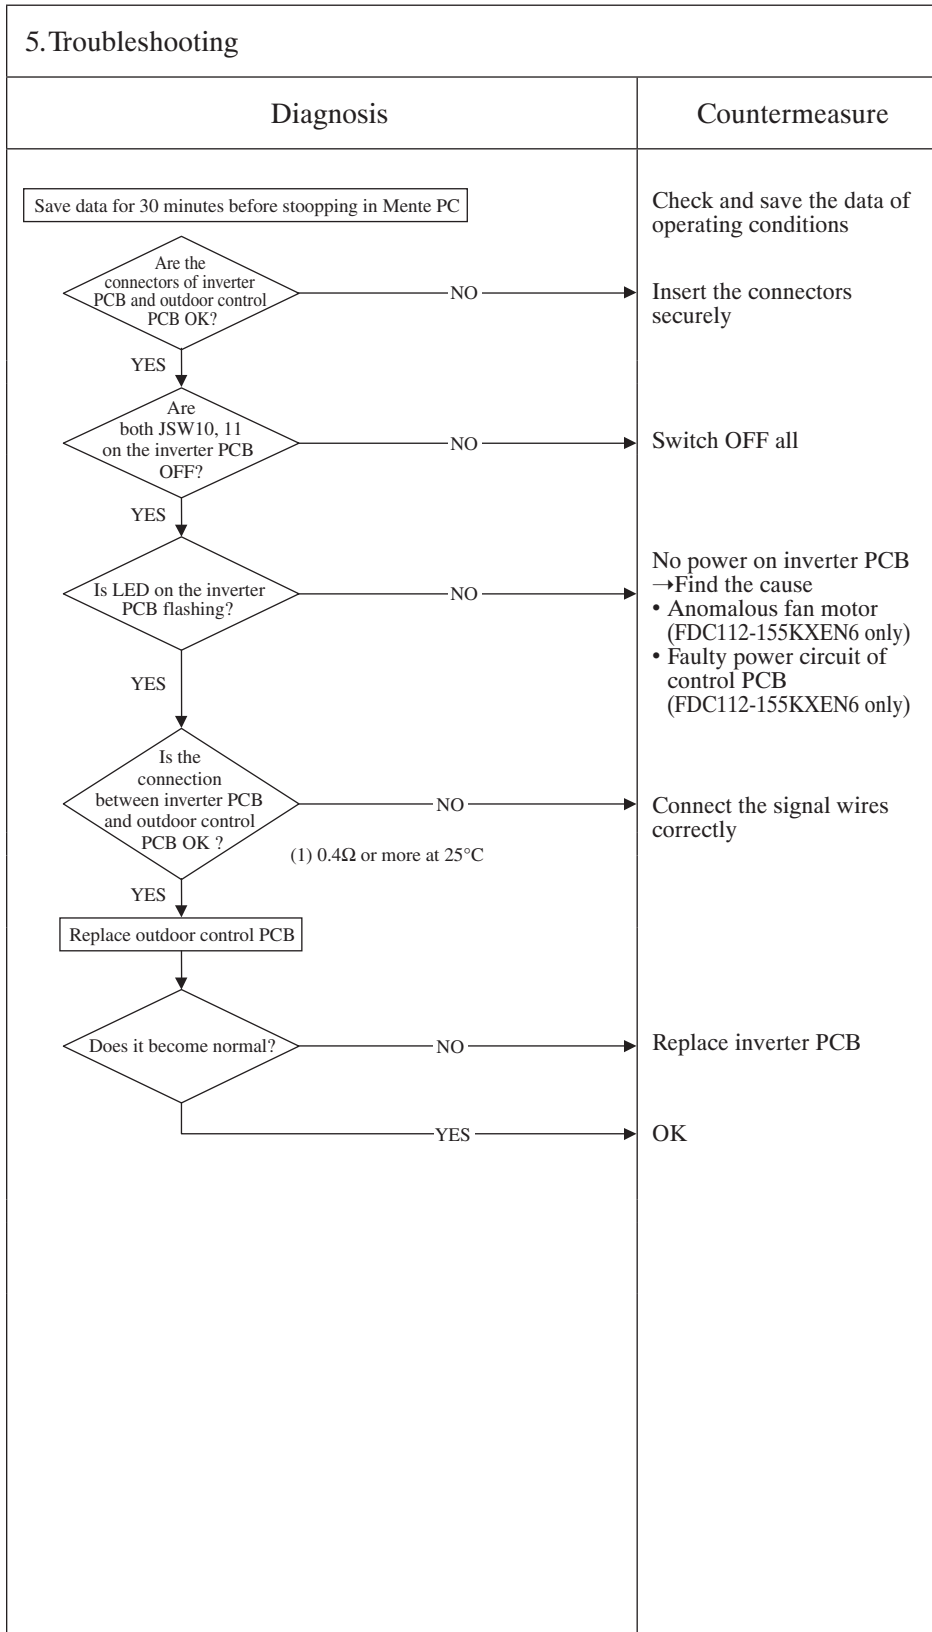 5.Troubleshooting
Diagnosis
Countermeasure
Save data for 30 minutes before stoopping in Mente PC
Check and save the data of
operating conditions
Are the
connectors of inverter
PCB and outdoor control
PCB OK?
NO
Insert the connectors
securely
YES
Are
both JSW10, 11
on the inverter PCB
OFF?
NO
Switch OFF all
YES
Is LED on the inverter
PCB flashing?
NO
No power on inverter PCB
→Find the cause
• Anomalous fan motor
(FDC112-155KXEN6 only)
• Faulty power circuit of
control PCB
(FDC112-155KXEN6 only)
YES
Is the
connection
between inverter PCB
and outdoor control
PCB OK ?
NO
Connect the signal wires
correctly
(1) 0.4Ω or more at 25°C
YES
Replace outdoor control PCB
Does it become normal?
NO
Replace inverter PCB
YES
OK